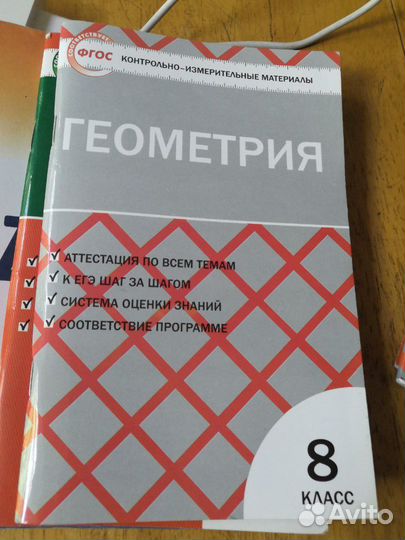 СООТВЕТСТВУЕТ
ФГОС
КОНТРОЛЬНО-ИЗМЕРИТЕЛЬНЫЕ МАТЕРИАЛЫ
ГЕОМЕТРИЯ
АТТЕСТАЦИЯ ПО ВСЕМ ТЕМАМ
К ЕГЭ ШАГ ЗА ШАГОМ
СИСТЕМА ОЦЕНКИ ЗНАНИЙ
СООТВЕТСТВИЕ ПРОГРАММЕ
8
КЛАСС
Avito